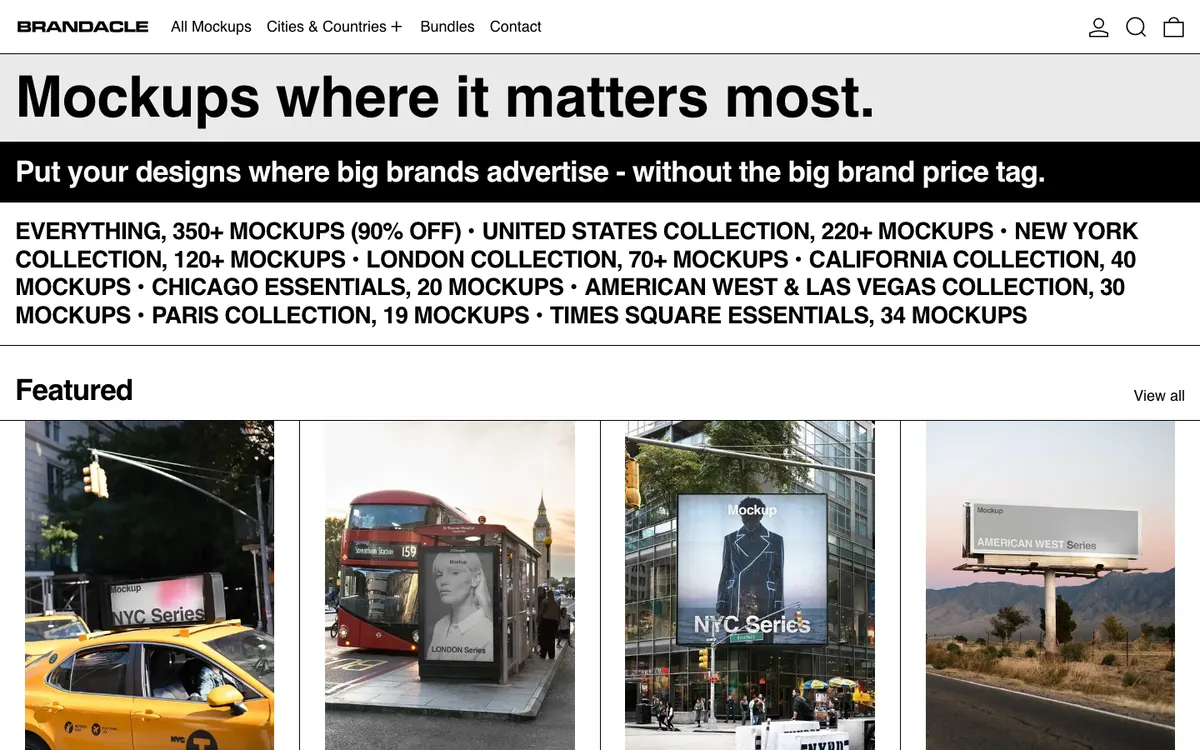 BRANDACLE
All Mockups Cities & Countries + Bundles Contact
Mockups where it matters most.
Put your designs where big brands advertise - without the big brand price tag.
EVERYTHING, 350+ MOCKUPS (90% OFF) • UNITED STATES COLLECTION, 220+ MOCKUPS • NEW YORK
COLLECTION, 120+ MOCKUPS • LONDON COLLECTION, 70+ MOCKUPS • CALIFORNIA COLLECTION, 40
MOCKUPS • CHICAGO ESSENTIALS, 20 MOCKUPS • AMERICAN WEST & LAS VEGAS COLLECTION, 30
MOCKUPS • PARIS COLLECTION, 19 MOCKUPS • TIMES SQUARE ESSENTIALS, 34 MOCKUPS
Featured
View all
Mockup
NYC Series
NYC T
Streatham Station 159
Mockup
LONDON Series
Mockup
NYC Series
NYPD
Mockup
AMERICAN WEST Series